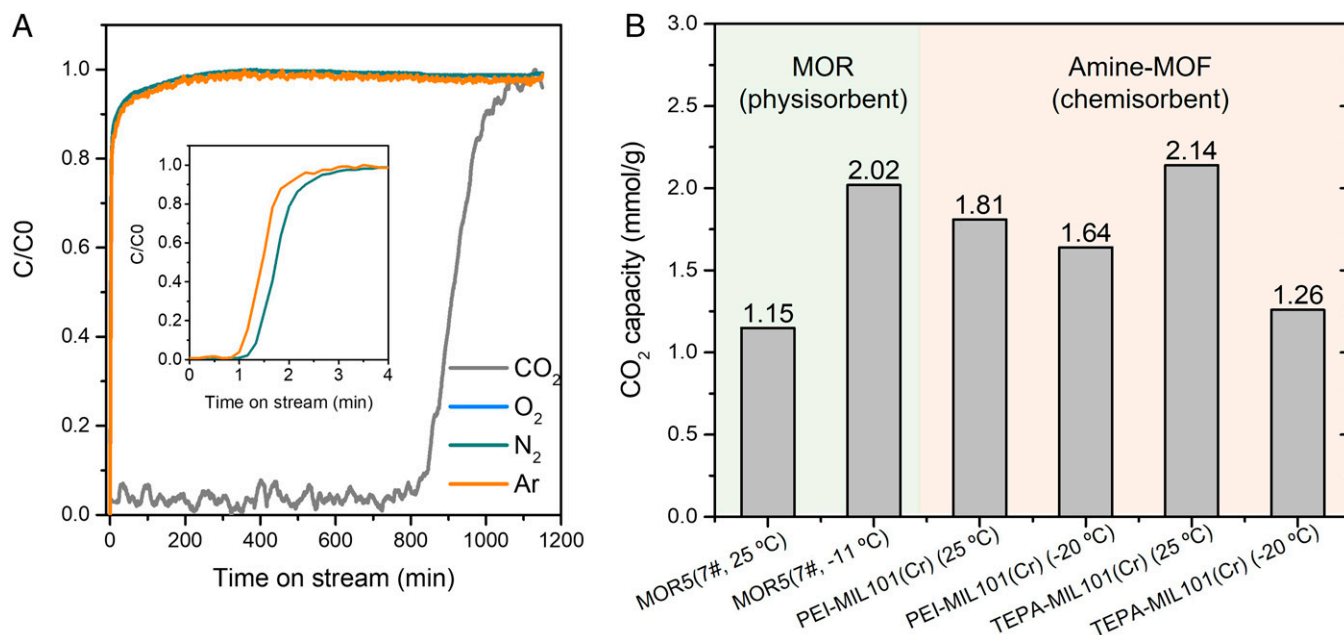 A
C/C0
1.0
0.8
0.6
0.4
0.2
0.0
0 200 400 600 800 1000 1200
Time on stream (min)
C/C0
1.0
0.8
0.6
0.4
0.2
0.0
0 1 2 3 4
Time on stream (min)
CO₂
O₂
N₂
Ar
B
CO₂ capacity (mmol/g)
3.0
2.5
2.0
1.5
1.0
0.5
0.0
MOR
(physisorbent)
Amine-MOF
(chemisorbent)
1.15
2.02
1.81
1.64
2.14
1.26
MOR5(7#, 25 ºC)
MOR5(7#, -11 ºC)
PEI-MIL101(Cr) (25 ºC)
PEI-MIL101(Cr) (-20 ºC)
TEPA-MIL101(Cr) (25 ºC)
TEPA-MIL101(Cr) (-20 ºC)